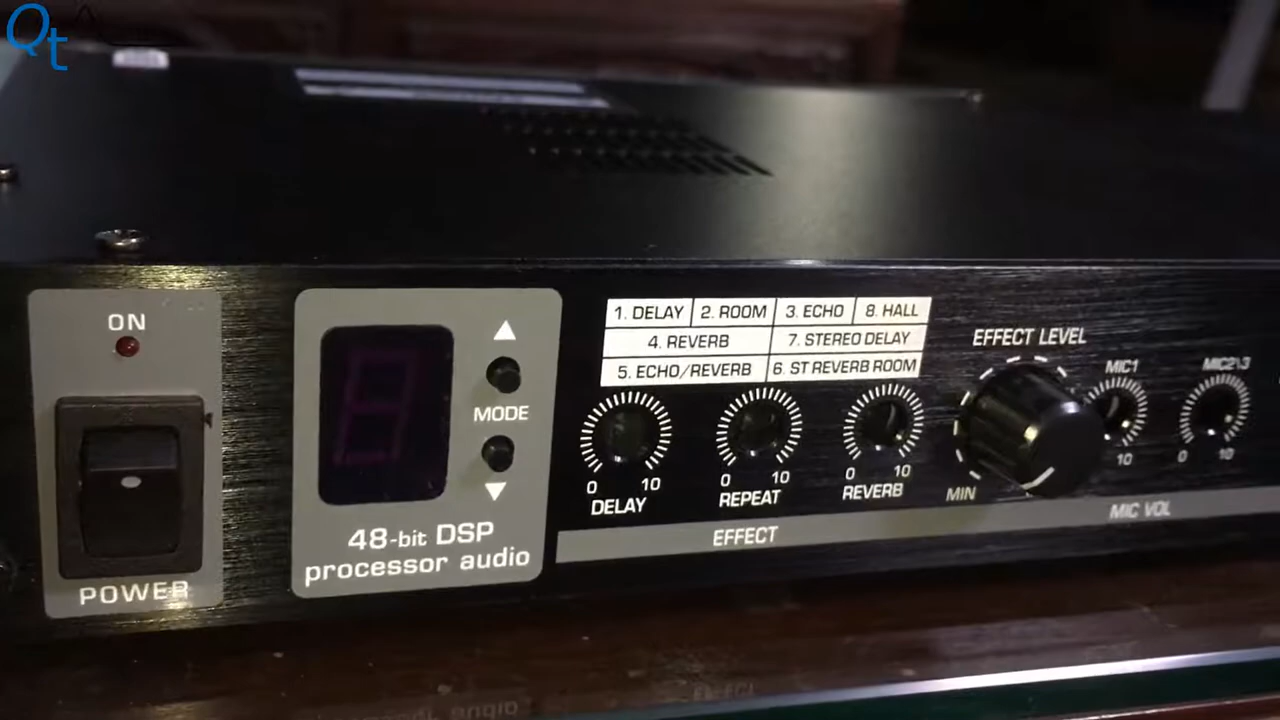 Qt
ON
POWER
MODE
48-bit DSP
processor audio
1. DELAY 2. ROOM 3. ECHO 8. HALL
4. REVERB 7. STEREO DELAY
5. ECHO/REVERB 6. ST REVERB ROOM
0 10
DELAY
0 10
REPEAT
0 10
REVERB
EFFECT
EFFECT LEVEL
MIN
MIC1
10
MIC2\3
0 10
MIC VOL